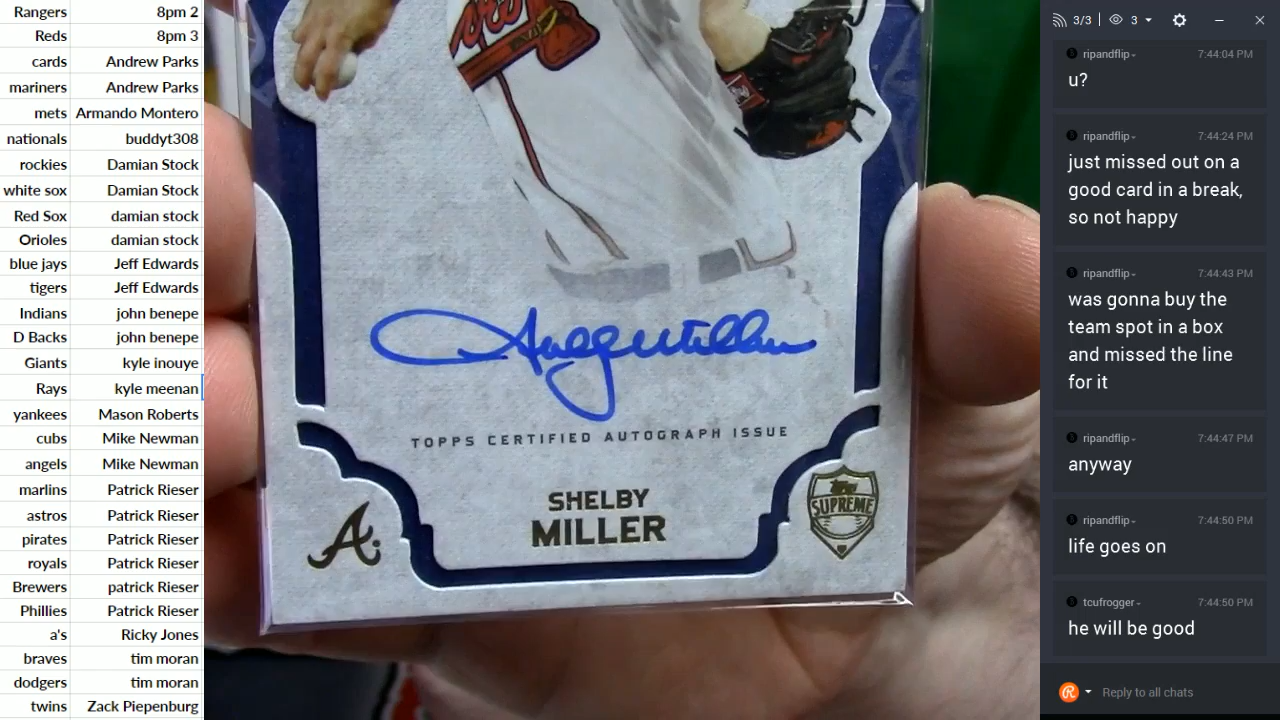 Rangers 8pm 2
Reds 8pm 3
cards Andrew Parks
mariners Andrew Parks
mets Armando Montero
nationals buddyt308
rockies Damian Stock
white sox Damian Stock
Red Sox damian stock
Orioles damian stock
blue jays Jeff Edwards
tigers Jeff Edwards
Indians john benepe
D Backs john benepe
Giants kyle inouye
Rays kyle meenan
yankees Mason Roberts
cubs Mike Newman
angels Mike Newman
marlins Patrick Rieser
astros Patrick Rieser
pirates Patrick Rieser
royals Patrick Rieser
Brewers patrick Rieser
Phillies Patrick Rieser
a's Ricky Jones
braves tim moran
dodgers tim moran
twins Zack Piepenburg
Shelby Miller
TOPPS CERTIFIED AUTOGRAPH ISSUE
SHELBY
MILLER
A
Topps
SUPREME
3/3 3
ripandflip 7:44:04 PM
u?
ripandflip 7:44:24 PM
just missed out on a
good card in a break,
so not happy
ripandflip 7:44:43 PM
was gonna buy the
team spot in a box
and missed the line
for it
ripandflip 7:44:47 PM
anyway
ripandflip 7:44:50 PM
life goes on
tcufrogger 7:44:50 PM
he will be good
Reply to all chats